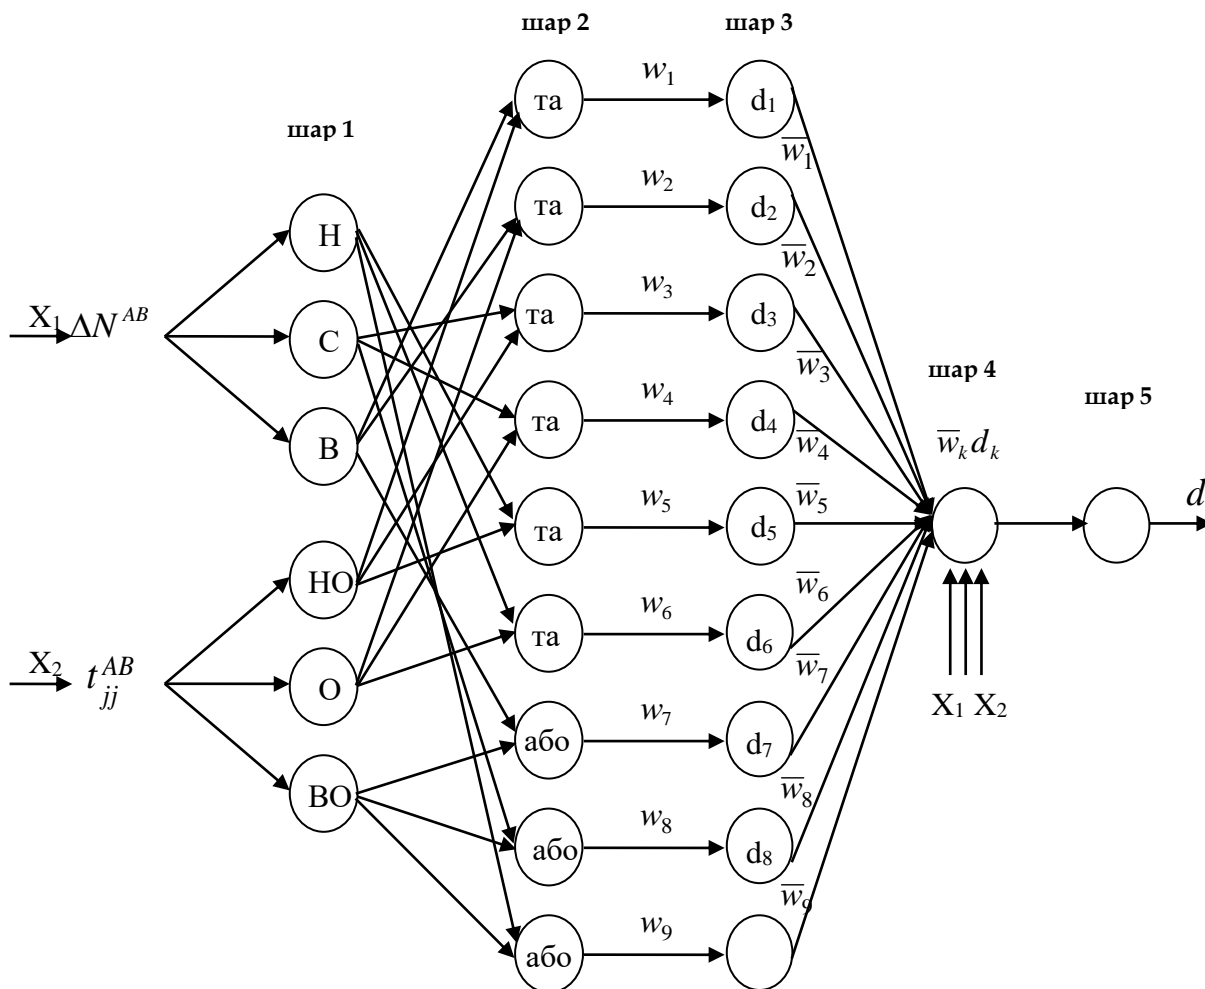 шар 2
шар 3
w1
та
d1
шар 1
w̅1
w2
та
d2
Н
w̅2
w3
X1 ΔN^AB
та
d3
С
w̅3
шар 4
w4
шар 5
та
d4
В
w̅4
w̅k dk
w5
w̅5
d
та
d5
НО
w̅6
w6
та
d6
X2 t jj^AB
w̅7
О
X1 X2
w7
або
d7
ВО
w̅8
w8
або
d8
w̅9
w9
або